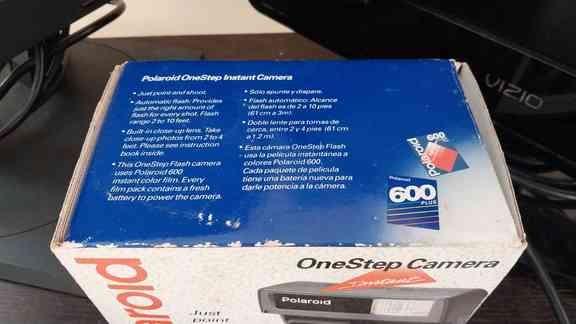 Polaroid OneStep Instant Camera
• Just point and shoot.
• Automatic flash: Provides
just the right amount of
flash for every shot. Flash
range 2 to 10 feet.
• Built-in close-up lens. Take
close-up photos from 2 to 4
feet. Please see instruction
book inside.
• This OneStep Flash camera
uses Polaroid 600
instant color film. Every
film pack contains a fresh
battery to power the camera.
• Solo apunte y dispare.
• Flash automático: Alcance
del flash es de 2 a 10 pies
(61 cm a 3m).
• Doble lente para tomas de
cerca, entre 2 y 4 pies (61 cm
a 1.2 m).
• Esta cámara OneStep Flash
usa la película instantánea a
colores Polaroid 600.
Cada paquete de película
tiene una batería nueva para
darle potencia a la cámera.
600
Polaroid
Polaroid
600
PLUS
VIZIO
OneStep Camera
Instant
Polaroid
Polaroid
Just
point